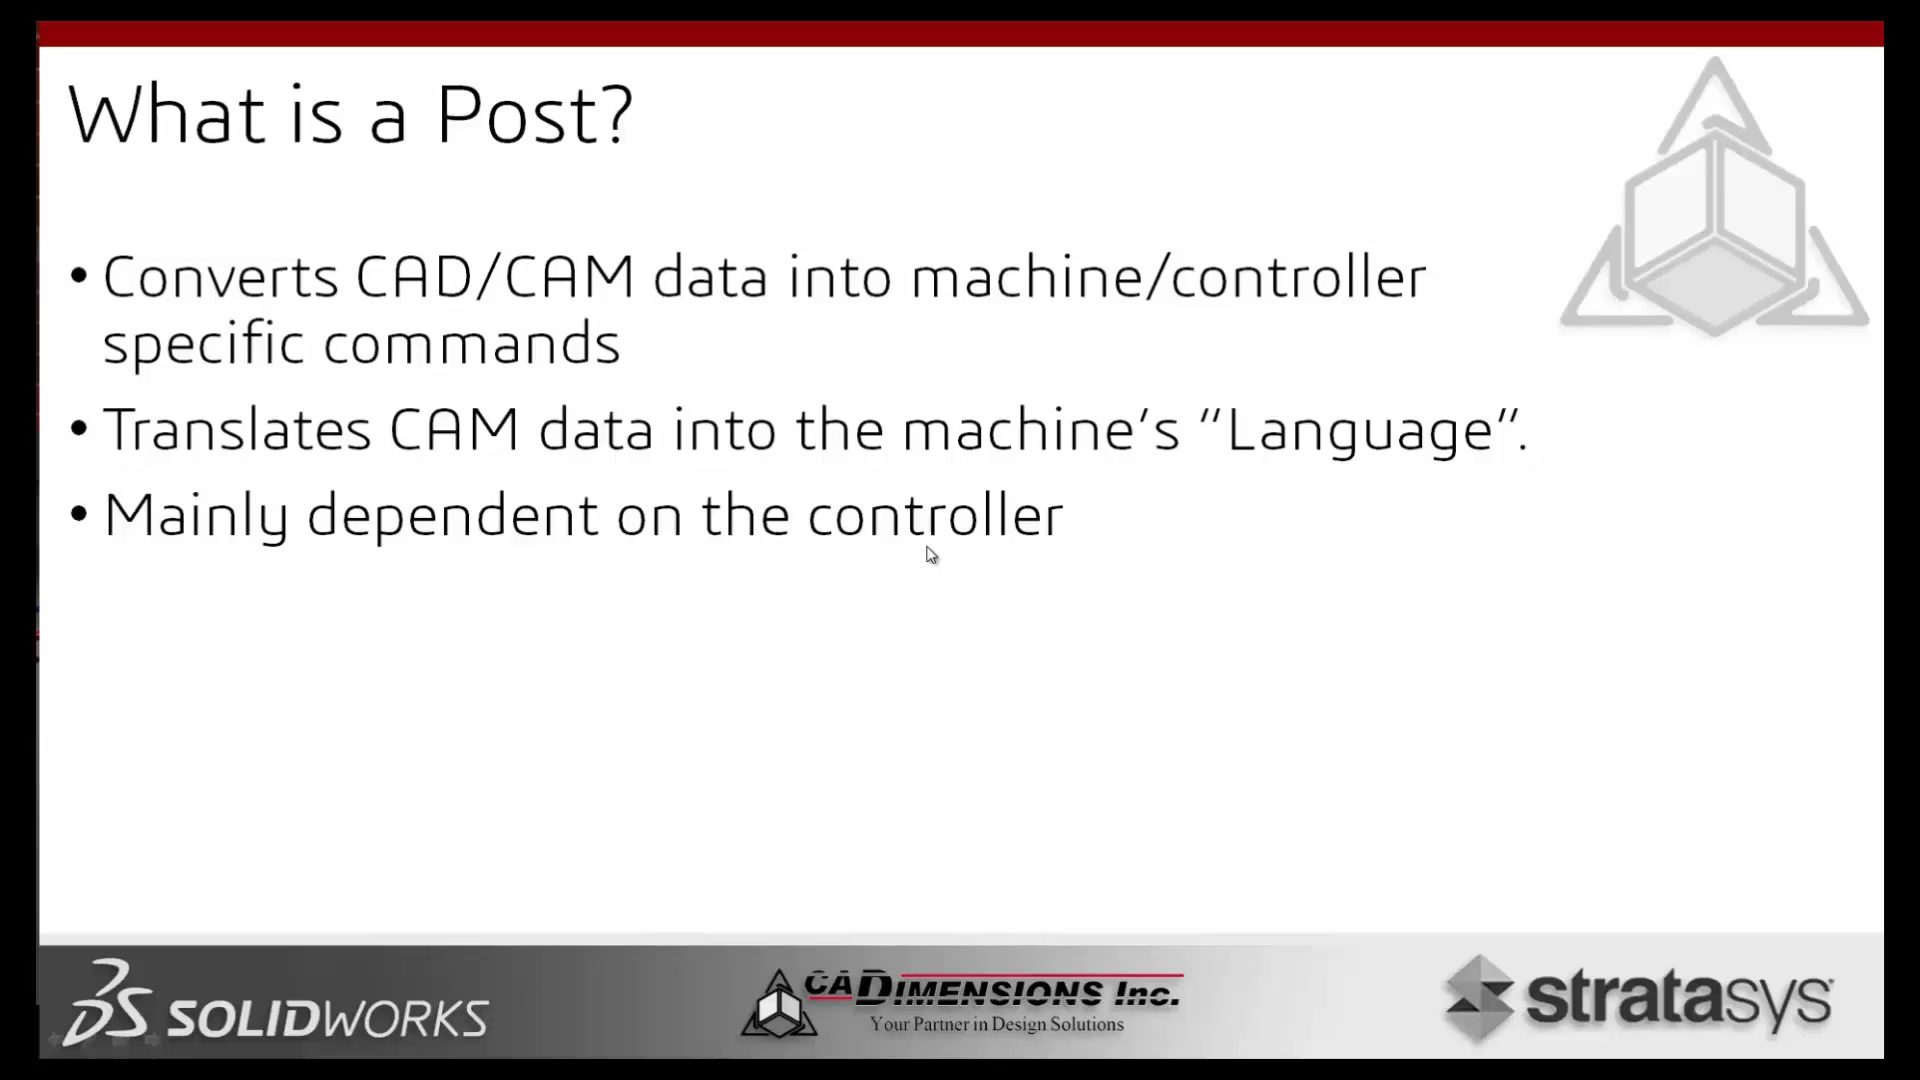 What is a Post?
• Converts CAD/CAM data into machine/controller
specific commands
• Translates CAM data into the machine’s “Language”.
• Mainly dependent on the controller
SOLIDWORKS
CADIMENSIONS Inc.
Your Partner in Design Solutions
stratasys